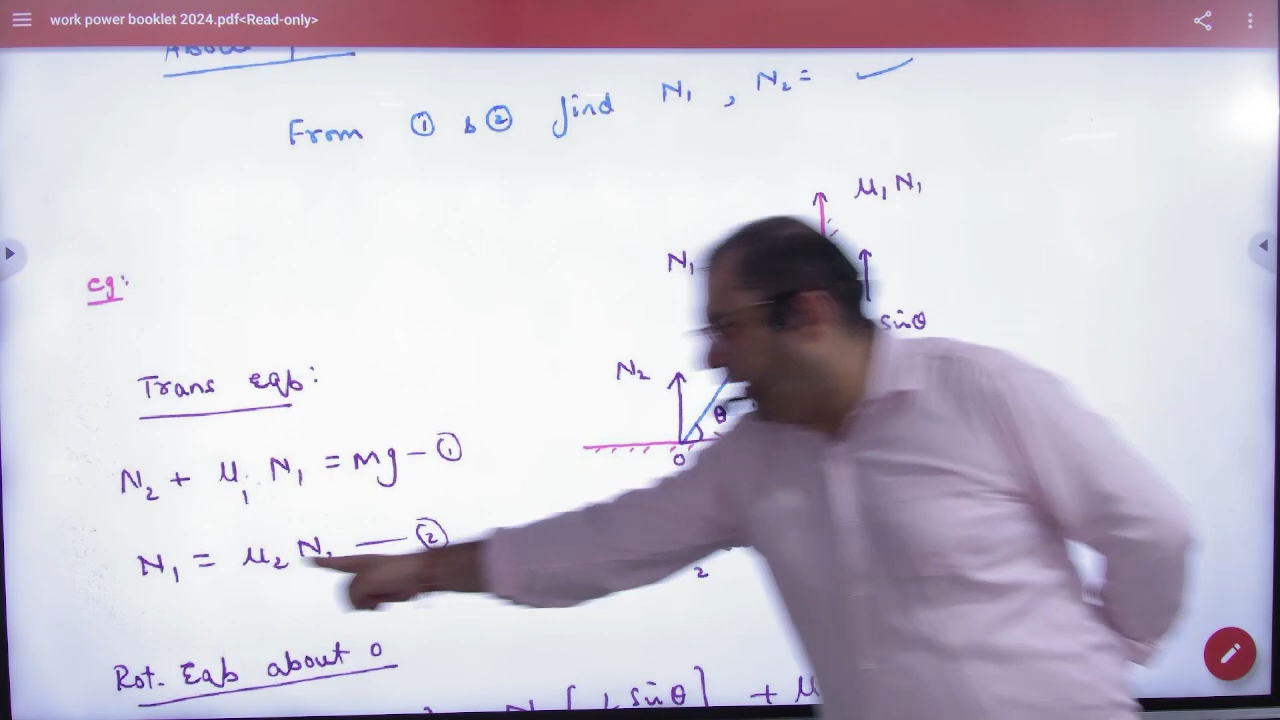 work power booklet 2024.pdf<Read-only>
From ① & ② find N₁ , N₂ = ✓
μ₁ N₁
N₁
eg:
sinθ
Trans Eqb:
N₂
θ
N₂ + μ₁ N₁ = mg - ①
O
N₁ = μ₂ N — ②
2
Rot. Eqb about O
N [ L sinθ ] + μ